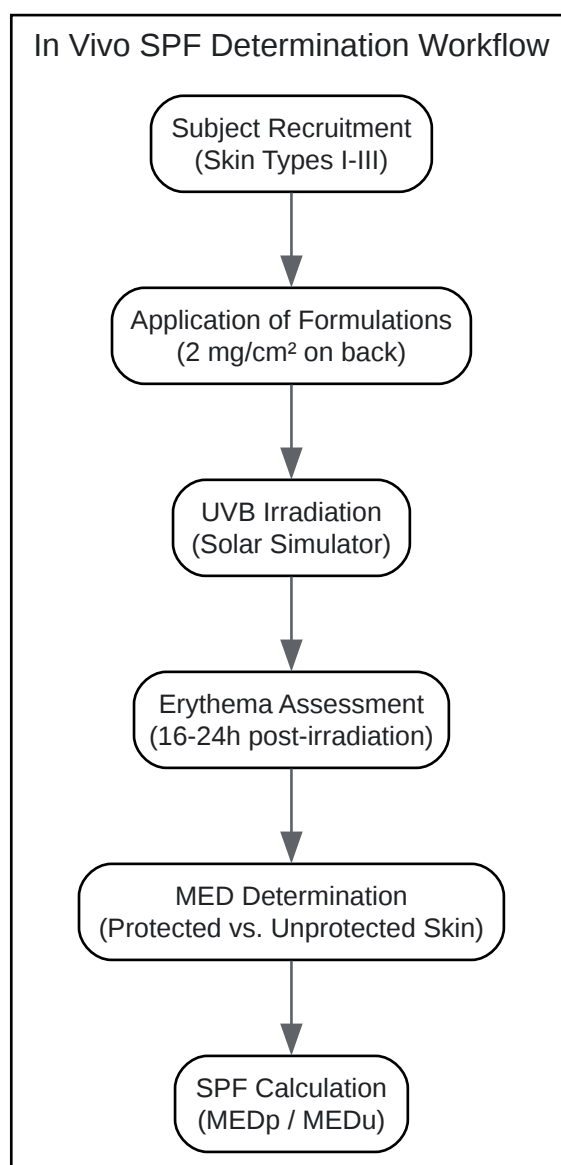 In Vivo SPF Determination Workflow
Subject Recruitment
(Skin Types I-III)
Application of Formulations
(2 mg/cm² on back)
UVB Irradiation
(Solar Simulator)
Erythema Assessment
(16-24h post-irradiation)
MED Determination
(Protected vs. Unprotected Skin)
SPF Calculation
(MEDp / MEDu)